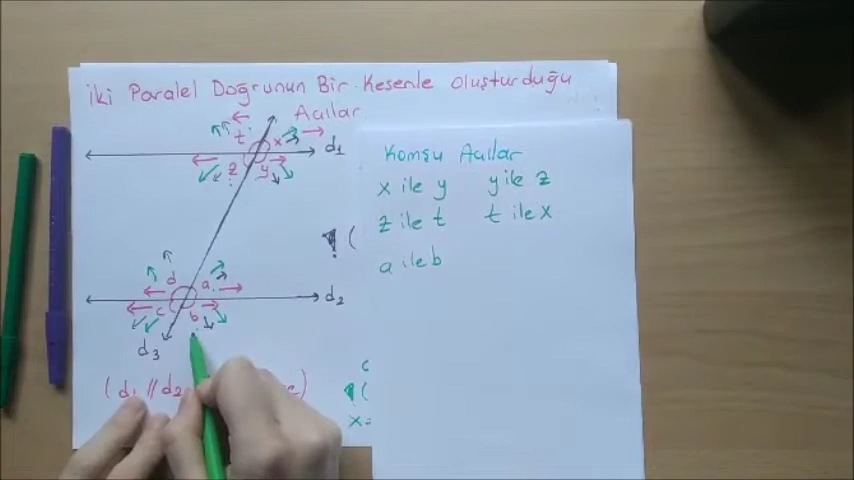 iki Paralel Doğrunun Bir Kesenle Oluşturduğu
Açılar
t x d₁
z y
d a d₂
c b
d₃
(d₁ // d₂
x=
Komşu Açılar
x ile y y ile z
z ile t t ile x
a ile b